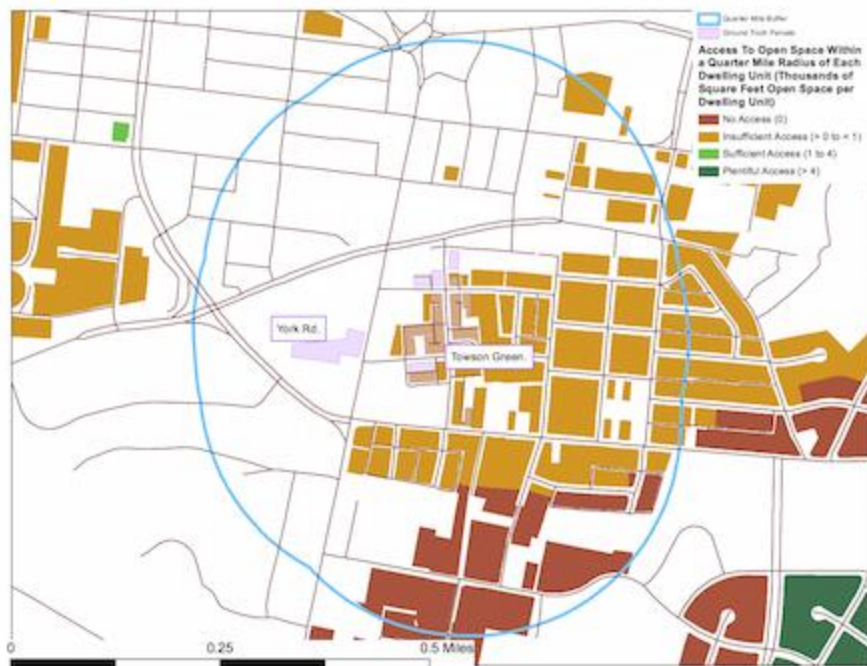 Quarter Mile Buffer
Ground Truth Parcels
Access To Open Space Within
a Quarter Mile Radius of Each
Dwelling Unit (Thousands of
Square Feet Open Space per
Dwelling Unit)
No Access (0)
Insufficient Access (> 0 to < 1)
Sufficient Access (1 to 4)
Plentiful Access (> 4)
York Rd.
Towson Green.
0 0.25 0.5 Miles